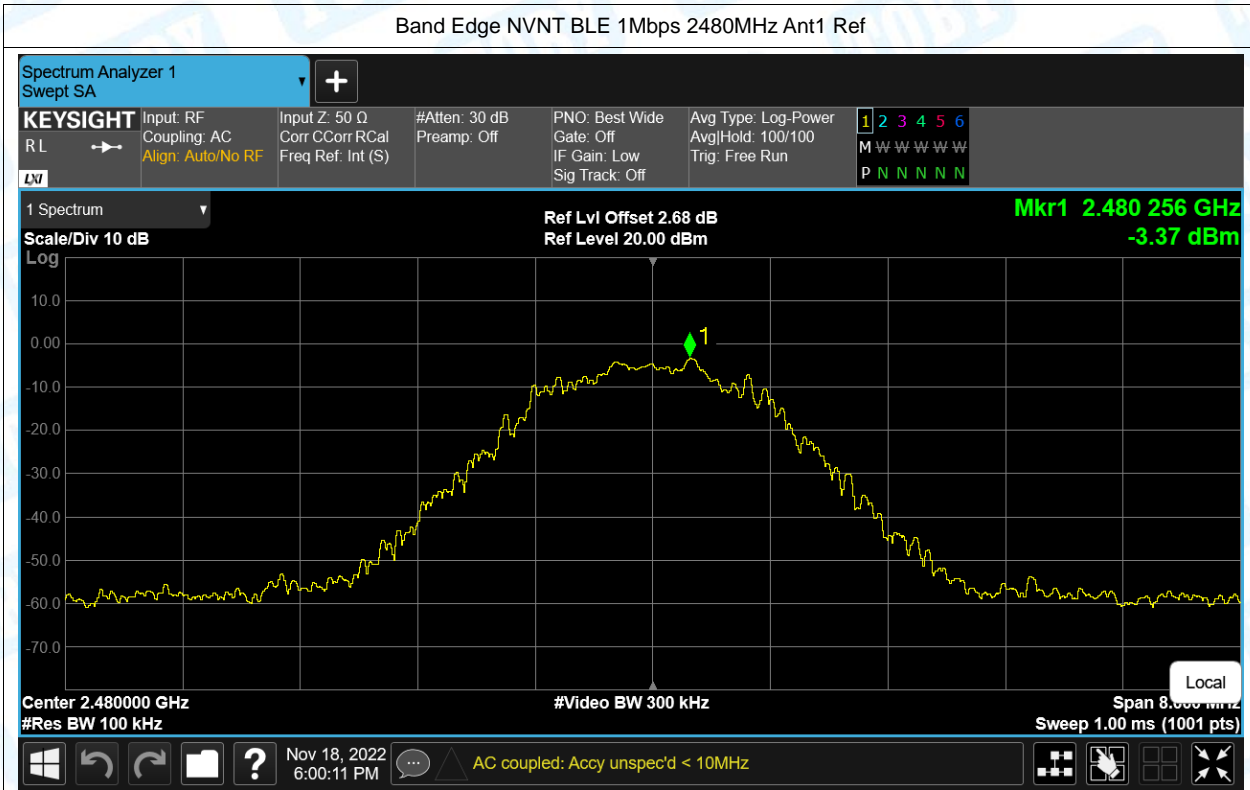 Band Edge NVNT BLE 1Mbps 2480MHz Ant1 Ref
Spectrum Analyzer 1
Swept SA
KEYSIGHT
R L
LXI
Input: RF
Coupling: AC
Align: Auto/No RF
Input Z: 50 Ω
Corr CCorr RCal
Freq Ref: Int (S)
#Atten: 30 dB
Preamp: Off
PNO: Best Wide
Gate: Off
IF Gain: Low
Sig Track: Off
Avg Type: Log-Power
Avg|Hold: 100/100
Trig: Free Run
1 2 3 4 5 6
M W W W W W
P N N N N N
1 Spectrum
Scale/Div 10 dB
Ref Lvl Offset 2.68 dB
Ref Level 20.00 dBm
Mkr1 2.480 256 GHz
-3.37 dBm
Log
10.0
0.00
-10.0
-20.0
-30.0
-40.0
-50.0
-60.0
-70.0
1
Center 2.480000 GHz
#Res BW 100 kHz
#Video BW 300 kHz
Local
Span 8.000 MHz
Sweep 1.00 ms (1001 pts)
?
Nov 18, 2022
6:00:11 PM
AC coupled: Accy unspec'd < 10MHz